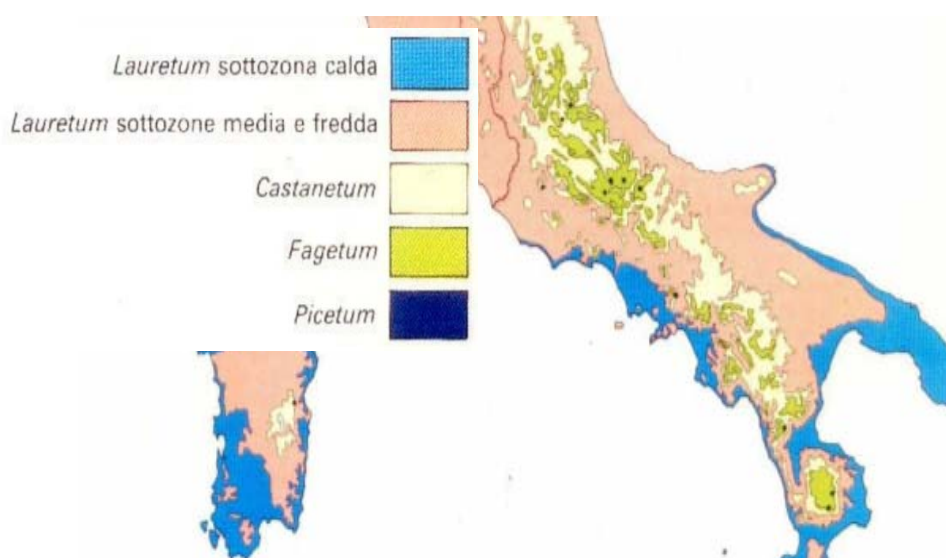 Lauretum sottozona calda
Lauretum sottozone media e fredda
Castanetum
Fagetum
Picetum